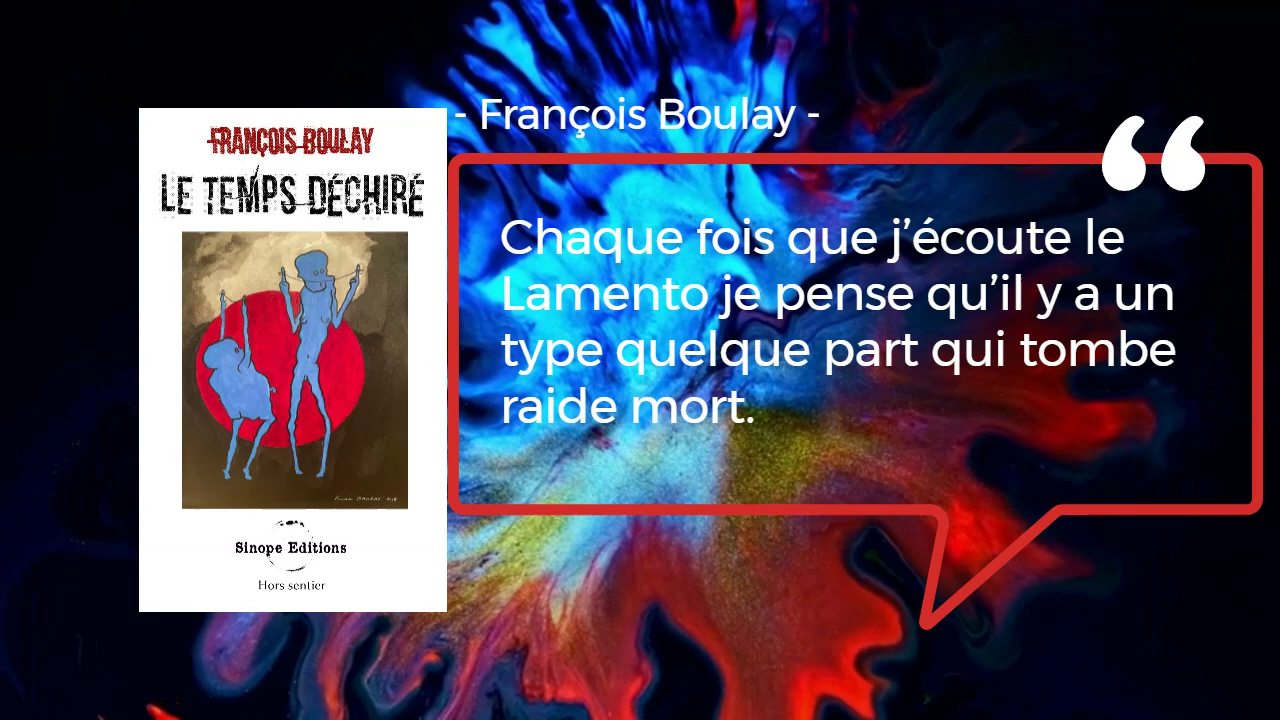 - François Boulay -
FRANÇOIS BOULAY
LE TEMPS DÉCHIRÉ
Sinope Editions
Hors sentier
“
Chaque fois que j’écoute le
Lamento je pense qu’il y a un
type quelque part qui tombe
raide mort.